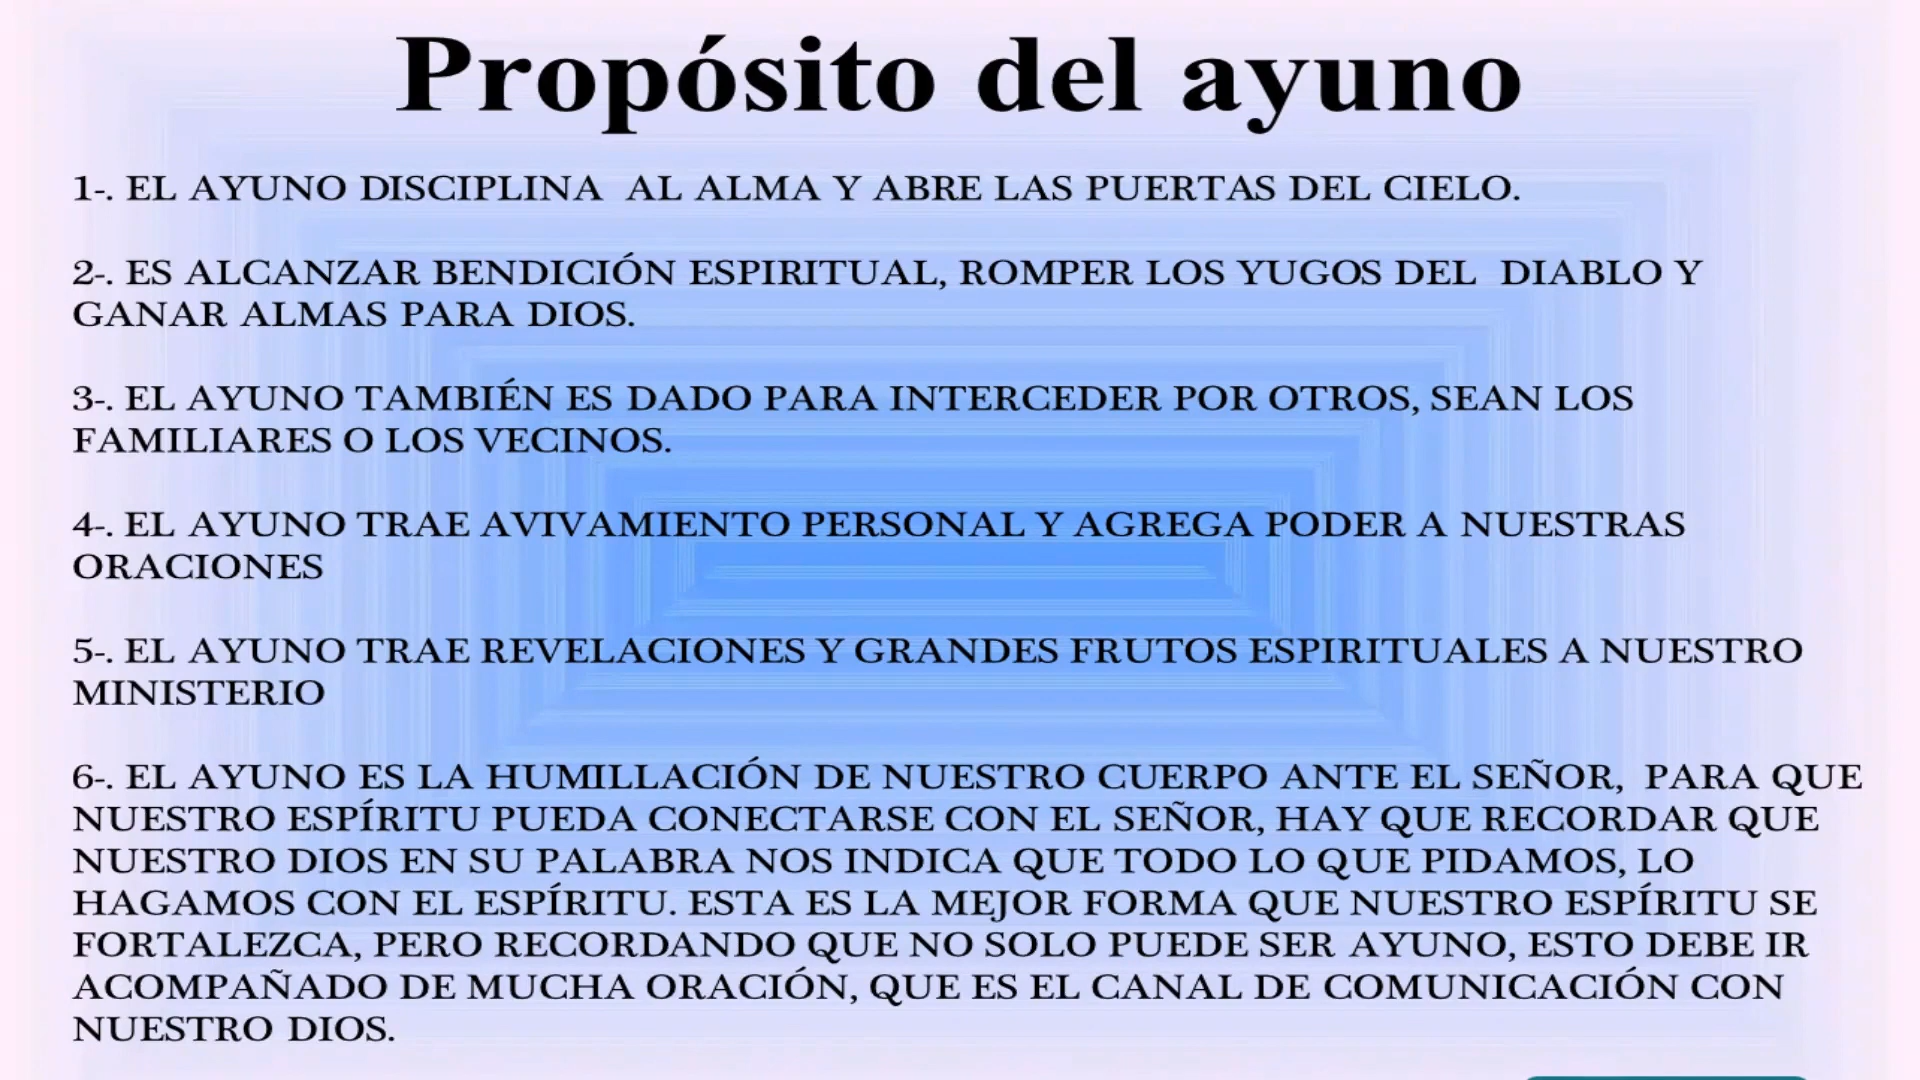 Propósito del ayuno
1-. EL AYUNO DISCIPLINA  AL ALMA Y ABRE LAS PUERTAS DEL CIELO.
2-. ES ALCANZAR BENDICIÓN ESPIRITUAL, ROMPER LOS YUGOS DEL  DIABLO Y
GANAR ALMAS PARA DIOS.
3-. EL AYUNO TAMBIÉN ES DADO PARA INTERCEDER POR OTROS, SEAN LOS
FAMILIARES O LOS VECINOS.
4-. EL AYUNO TRAE AVIVAMIENTO PERSONAL Y AGREGA PODER A NUESTRAS
ORACIONES
5-. EL AYUNO TRAE REVELACIONES Y GRANDES FRUTOS ESPIRITUALES A NUESTRO
MINISTERIO
6-. EL AYUNO ES LA HUMILLACIÓN DE NUESTRO CUERPO ANTE EL SEÑOR,  PARA QUE
NUESTRO ESPÍRITU PUEDA CONECTARSE CON EL SEÑOR, HAY QUE RECORDAR QUE
NUESTRO DIOS EN SU PALABRA NOS INDICA QUE TODO LO QUE PIDAMOS, LO
HAGAMOS CON EL ESPÍRITU. ESTA ES LA MEJOR FORMA QUE NUESTRO ESPÍRITU SE
FORTALEZCA, PERO RECORDANDO QUE NO SOLO PUEDE SER AYUNO, ESTO DEBE IR
ACOMPAÑADO DE MUCHA ORACIÓN, QUE ES EL CANAL DE COMUNICACIÓN CON
NUESTRO DIOS.